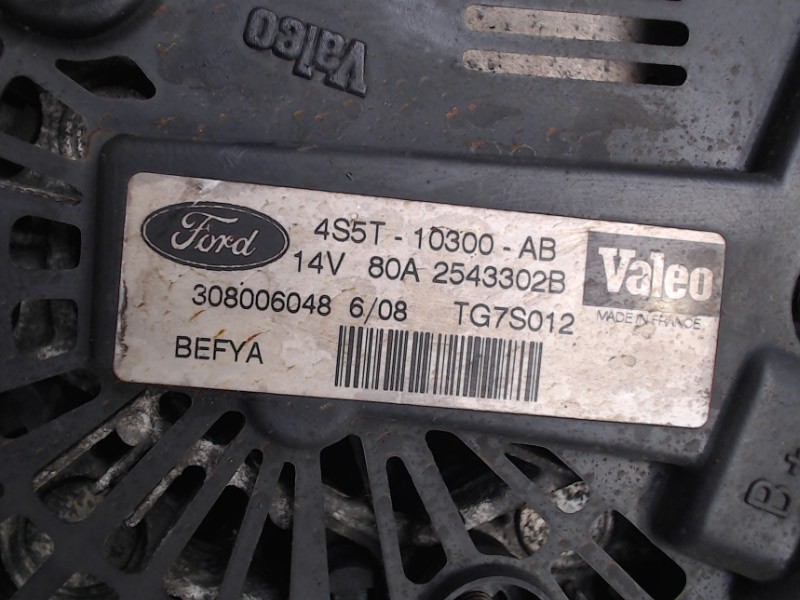 Valeo
Ford 4S5T-10300-AB Valeo
14V 80A 2543302B
MADE IN FRANCE
308006048 6/08 TG7S012
BEFYA
B+